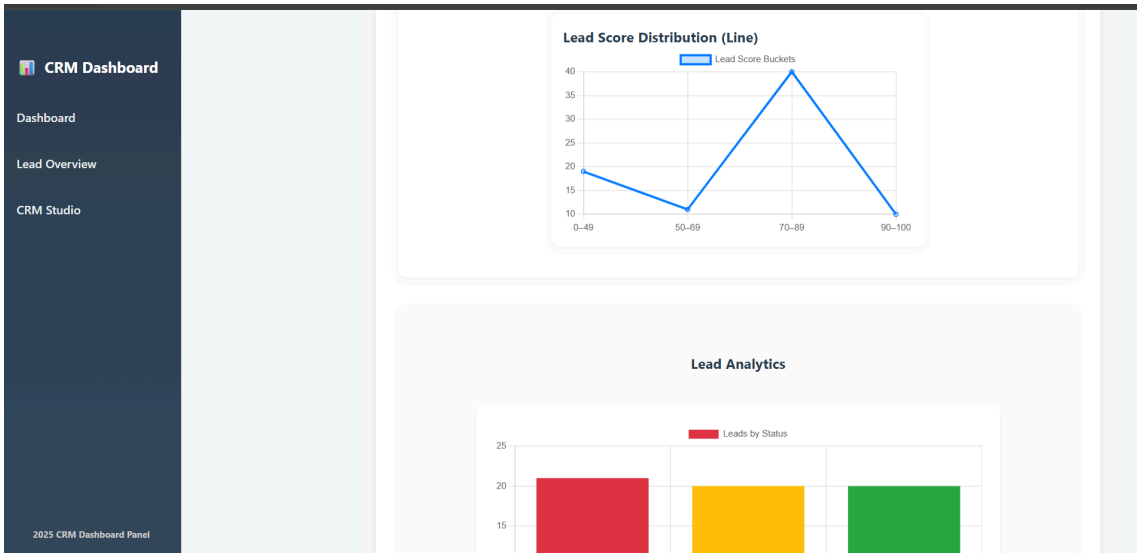 CRM Dashboard
Dashboard
Lead Overview
CRM Studio
2025 CRM Dashboard Panel
Lead Score Distribution (Line)
Lead Score Buckets
40
35
30
25
20
15
10
0–49 50–69 70–89 90–100
Lead Analytics
Leads by Status
25
20
15